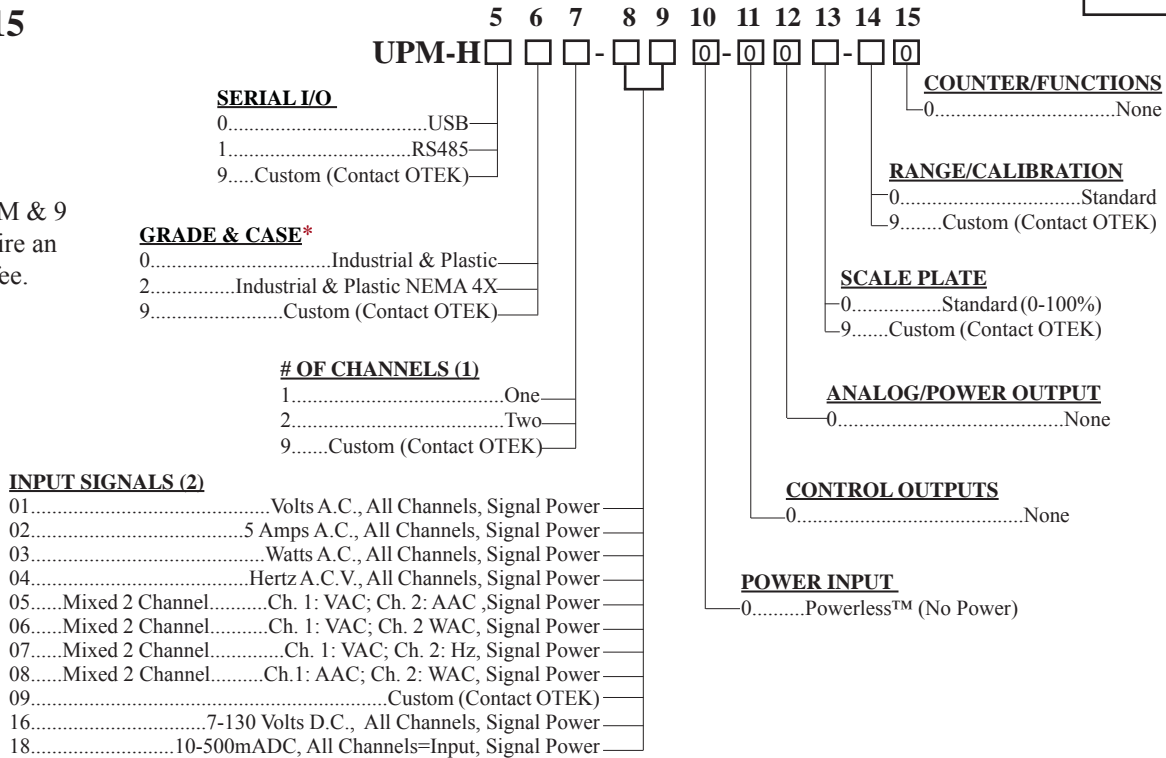 15
5 6 7 8 9 10 11 12 13 14 15
UPM-H - 0 - 0 0 - 0
SERIAL I/O
0....................................USB
1.................................RS485
9.....Custom (Contact OTEK)
M & 9
ire an
fee.
GRADE & CASE*
0...............................Industrial & Plastic
2...............Industrial & Plastic NEMA 4X
9.......................Custom (Contact OTEK)
# OF CHANNELS (1)
1....................................One
2....................................Two
9.......Custom (Contact OTEK)
INPUT SIGNALS (2)
01.............................................Volts A.C., All Channels, Signal Power
02........................................5 Amps A.C., All Channels, Signal Power
03............................................Watts A.C., All Channels, Signal Power
04.........................................Hertz A.C.V., All Channels, Signal Power
05......Mixed 2 Channel...........Ch. 1: VAC; Ch. 2: AAC ,Signal Power
06......Mixed 2 Channel...........Ch. 1: VAC; Ch. 2 WAC, Signal Power
07......Mixed 2 Channel.............Ch. 1: VAC; Ch. 2: Hz, Signal Power
08......Mixed 2 Channel..........Ch.1: AAC; Ch. 2: WAC, Signal Power
09...................................................................Custom (Contact OTEK)
16.................................7-130 Volts D.C., All Channels, Signal Power
18...........................10-500mADC, All Channels=Input, Signal Power
COUNTER/FUNCTIONS
0..................................None
RANGE/CALIBRATION
0.................................Standard
9........Custom (Contact OTEK)
SCALE PLATE
0................Standard (0-100%)
9.......Custom (Contact OTEK)
ANALOG/POWER OUTPUT
0...........................................None
CONTROL OUTPUTS
0.......................................None
POWER INPUT
0..........Powerless™ (No Power)